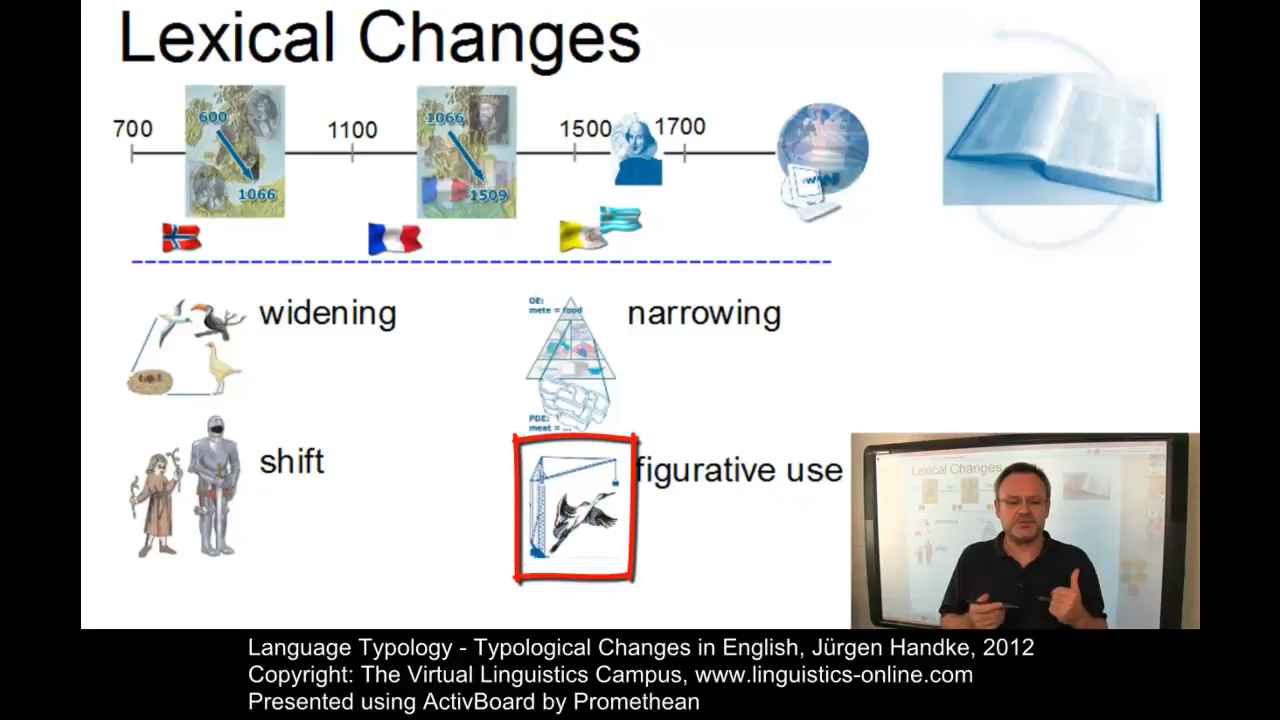 Lexical Changes
700
600
1066
1100
1066
1509
1500
1700
WWW
widening
OE:
mete = food
narrowing
PDE:
meat = ...
shift
figurative use
Lexical Changes
Language Typology - Typological Changes in English, Jürgen Handke, 2012
Copyright: The Virtual Linguistics Campus, www.linguistics-online.com
Presented using ActivBoard by Promethean